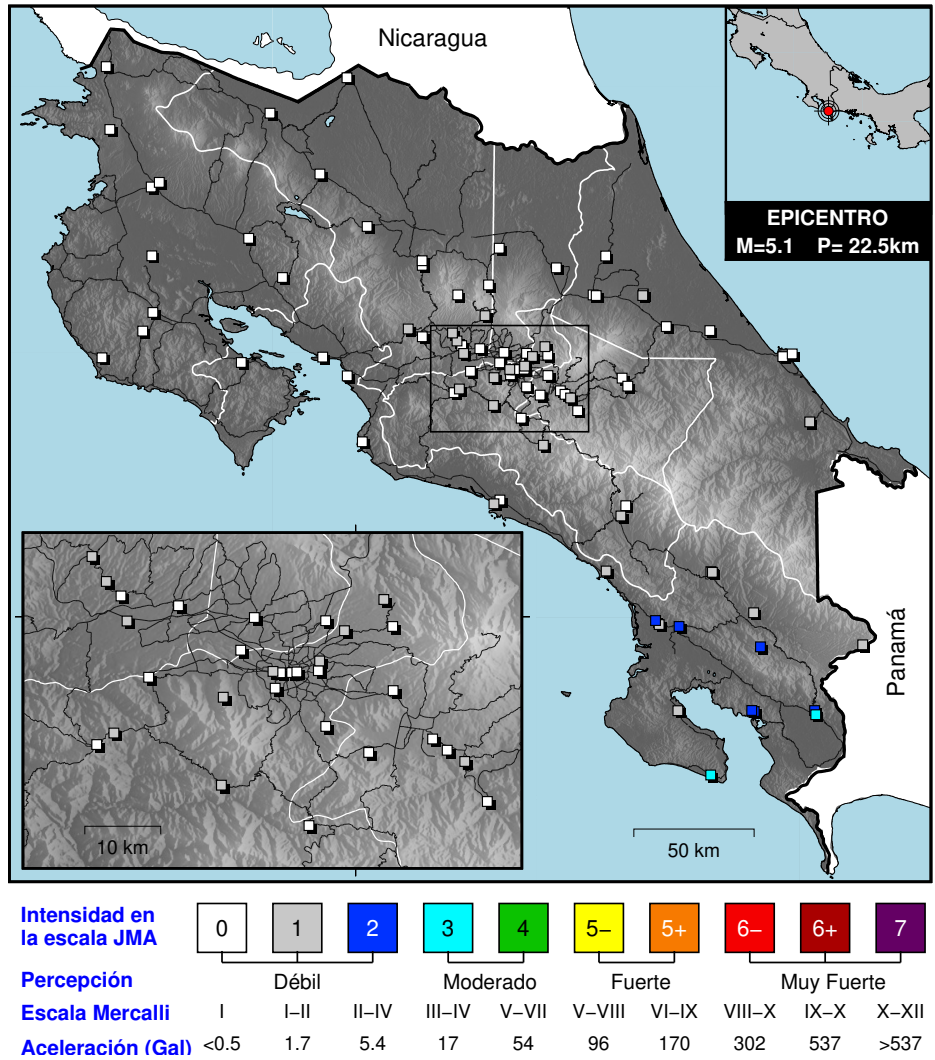 Nicaragua
EPICENTRO
M=5.1 P= 22.5km
Panamá
10 km
50 km
Intensidad en
la escala JMA
0 1 2 3 4 5− 5+ 6− 6+ 7
Percepción Débil Moderado Fuerte Muy Fuerte
Escala Mercalli I I−II II−IV III−IV V−VII V−VIII VI−IX VIII−X IX−X X−XII
Aceleración (Gal) <0.5 1.7 5.4 17 54 96 170 302 537 >537